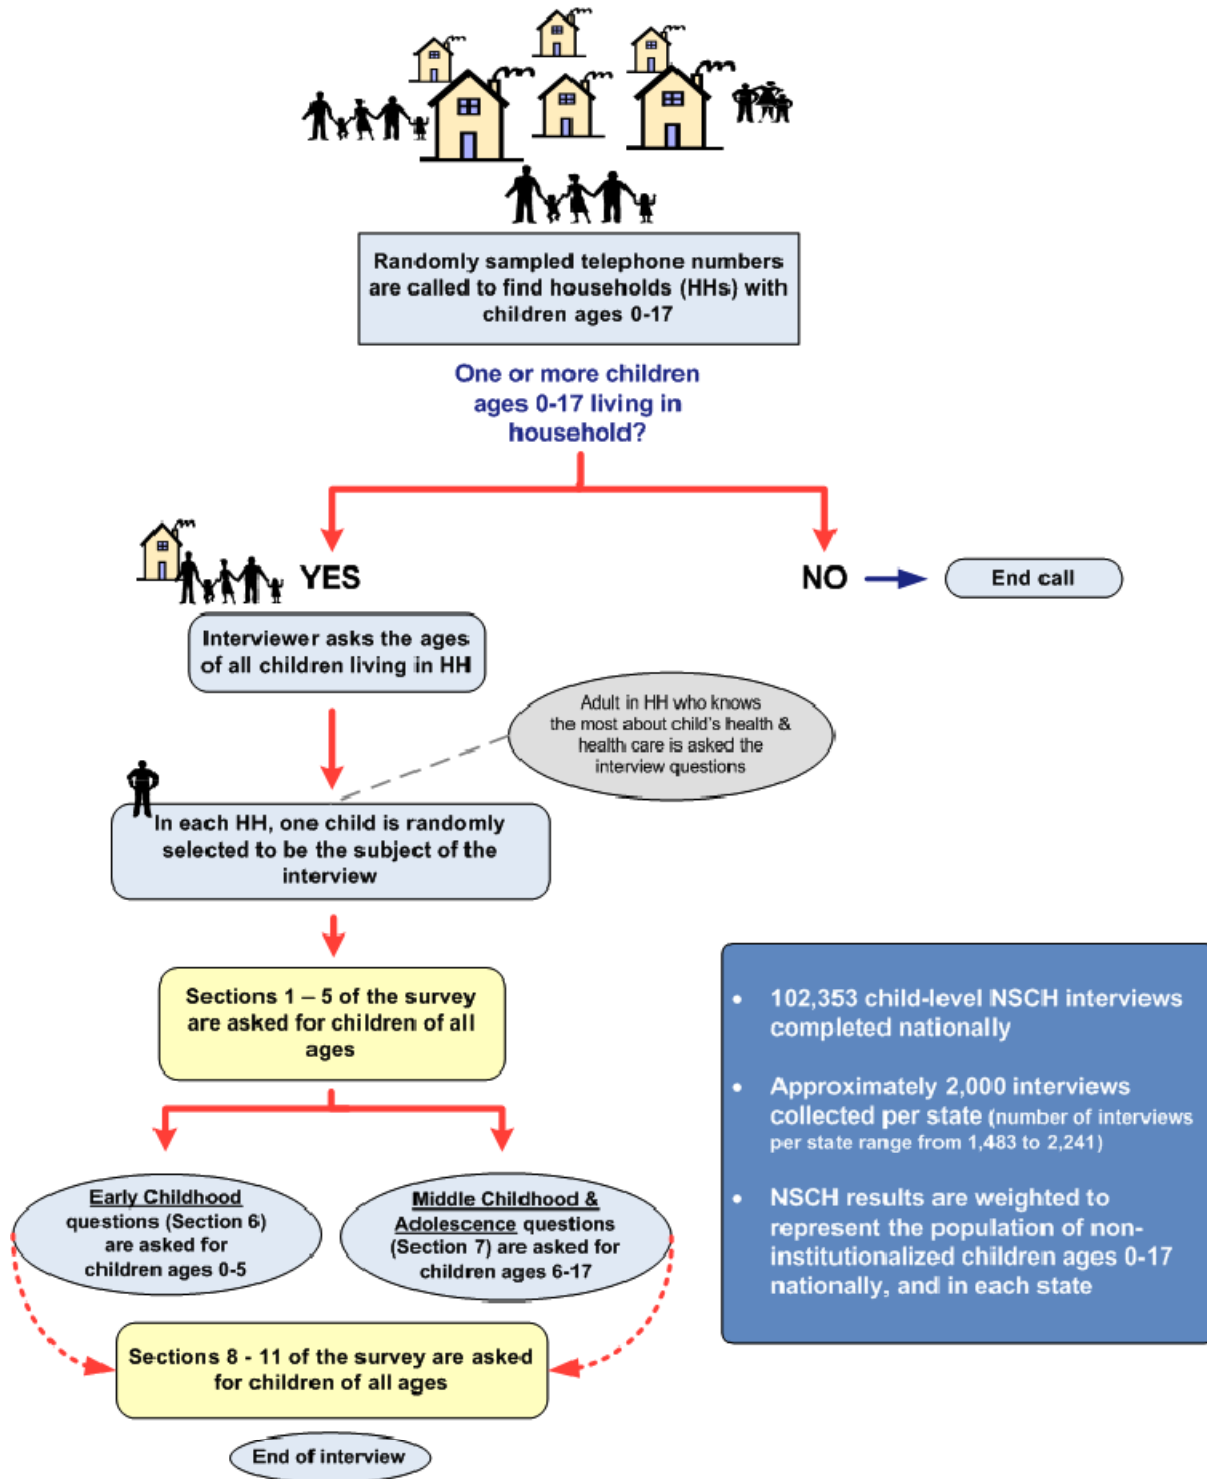 Randomly sampled telephone numbers
are called to find households (HHs) with
children ages 0-17
One or more children
ages 0-17 living in
household?
YES
NO
End call
Interviewer asks the ages
of all children living in HH
Adult in HH who knows
the most about child's health &
health care is asked the
interview questions
In each HH, one child is randomly
selected to be the subject of the
interview
Sections 1 – 5 of the survey
are asked for children of all
ages
Early Childhood
questions (Section 6)
are asked for
children ages 0-5
Middle Childhood &
Adolescence questions
(Section 7) are asked for
children ages 6-17
Sections 8 - 11 of the survey are asked
for children of all ages
End of interview
• 102,353 child-level NSCH interviews
completed nationally
• Approximately 2,000 interviews
collected per state (number of interviews
per state range from 1,483 to 2,241)
• NSCH results are weighted to
represent the population of non-
institutionalized children ages 0-17
nationally, and in each state